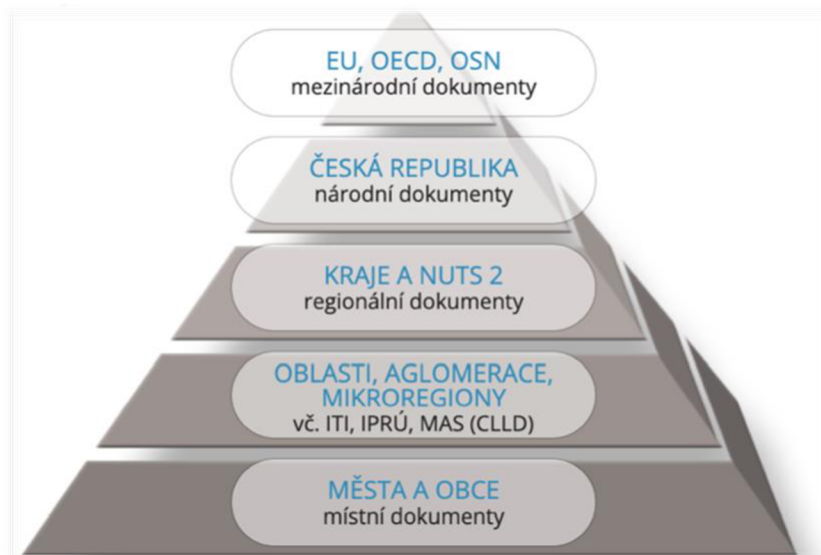 EU, OECD, OSN
mezinárodní dokumenty
ČESKÁ REPUBLIKA
národní dokumenty
KRAJE A NUTS 2
regionální dokumenty
OBLASTI, AGLOMERACE,
MIKROREGIONY
vč. ITI, IPRÚ, MAS (CLLD)
MĚSTA A OBCE
místní dokumenty